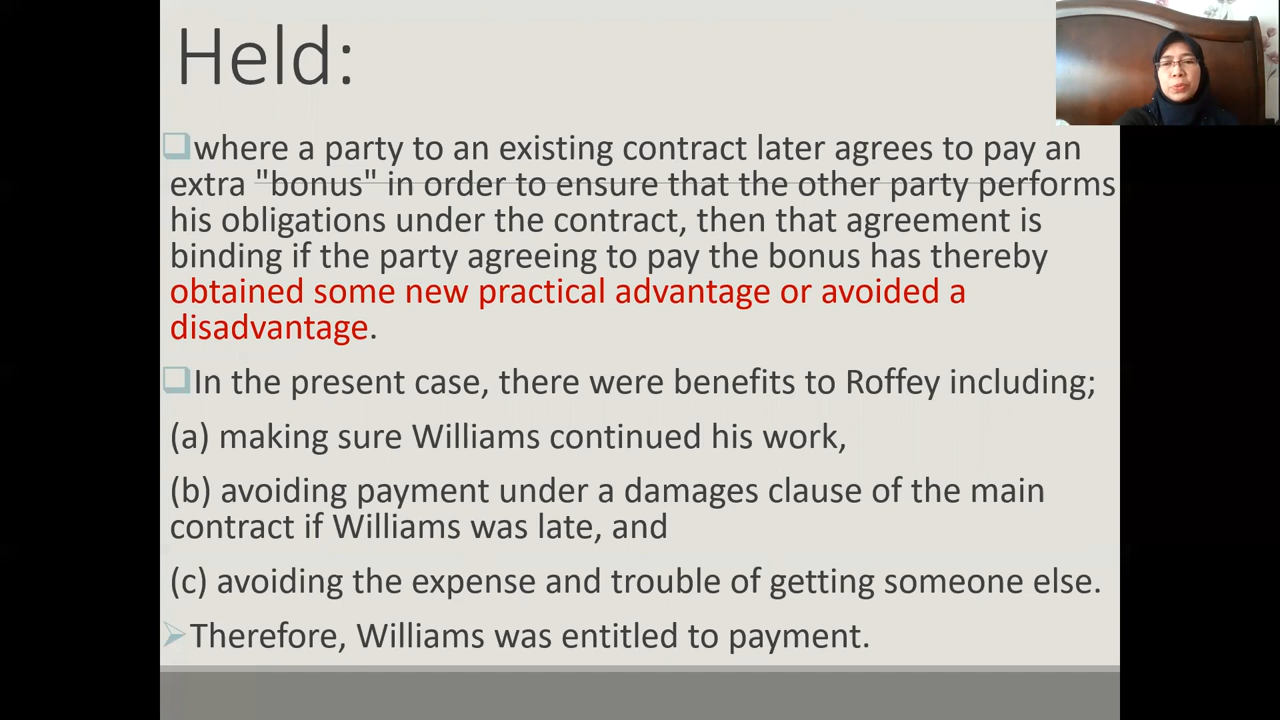 Held:
where a party to an existing contract later agrees to pay an
extra "bonus" in order to ensure that the other party performs
his obligations under the contract, then that agreement is
binding if the party agreeing to pay the bonus has thereby
obtained some new practical advantage or avoided a
disadvantage.
In the present case, there were benefits to Roffey including;
(a) making sure Williams continued his work,
(b) avoiding payment under a damages clause of the main
contract if Williams was late, and
(c) avoiding the expense and trouble of getting someone else.
Therefore, Williams was entitled to payment.